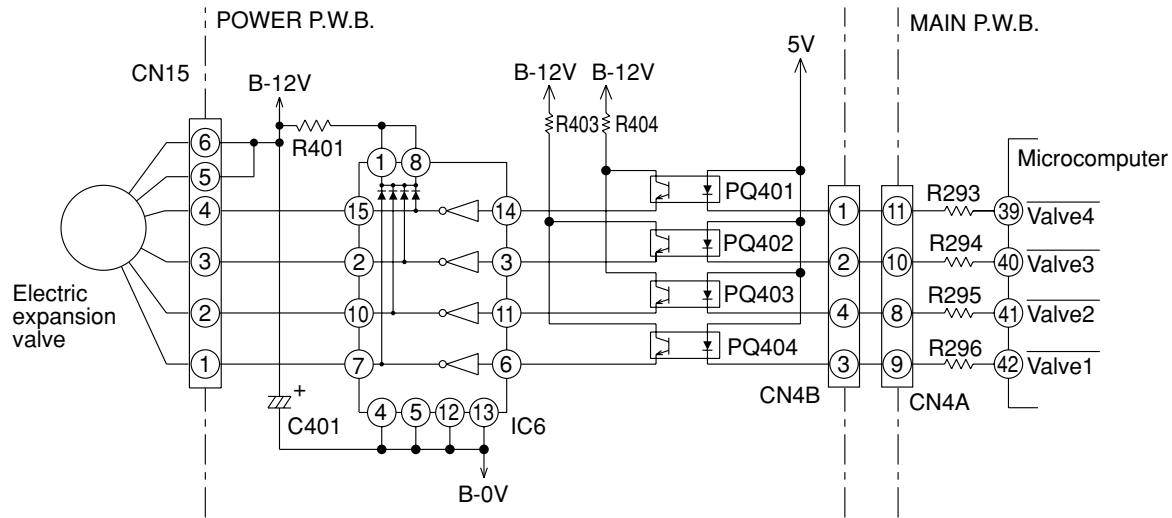 POWER P.W.B.
MAIN P.W.B.
5V
CN15
B-12V
B-12V
B-12V
R403
R404
R401
6
1
8
Microcomputer
5
PQ401
R293
4
15
14
1
11
39
Valve4
PQ402
R294
3
2
3
2
10
40
Valve3
PQ403
R295
Electric
expansion
valve
2
10
11
4
8
41
Valve2
PQ404
R296
1
7
6
3
9
42
Valve1
+
C401
4
5
12
13
IC6
CN4B
CN4A
B-0V